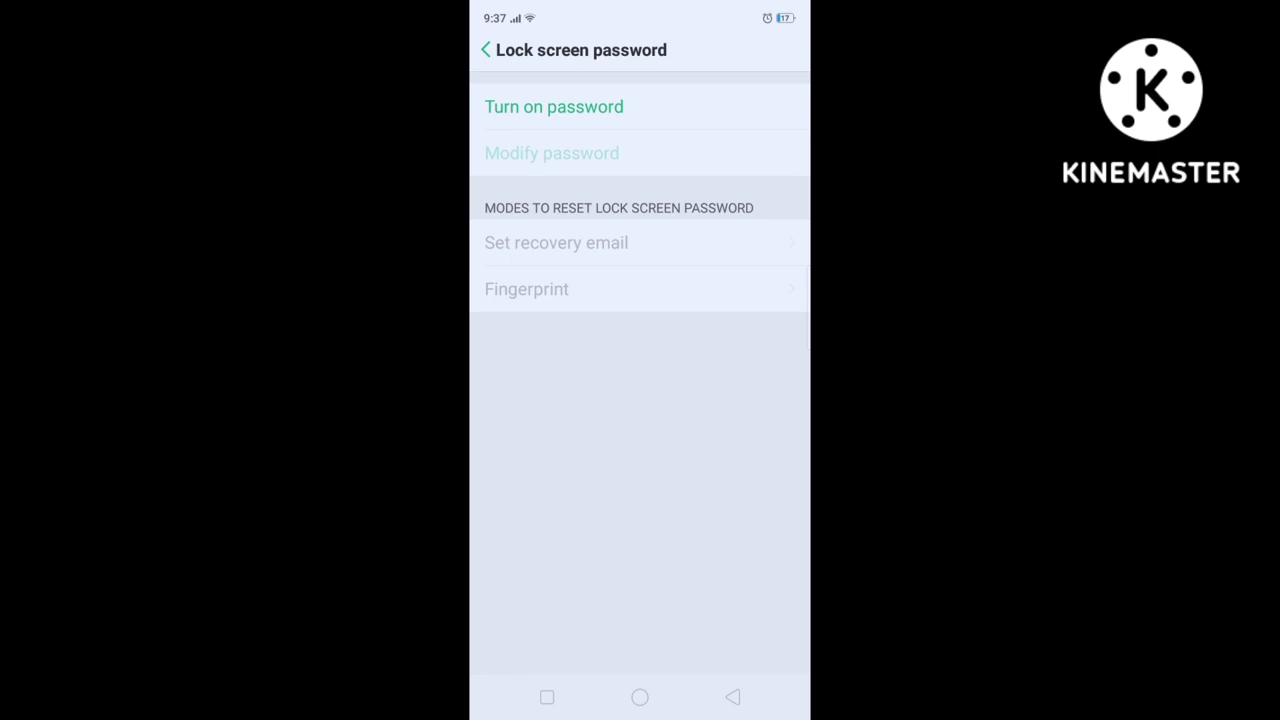 9:37
17
Lock screen password
Turn on password
Modify password
MODES TO RESET LOCK SCREEN PASSWORD
Set recovery email
Fingerprint
K
KINEMASTER